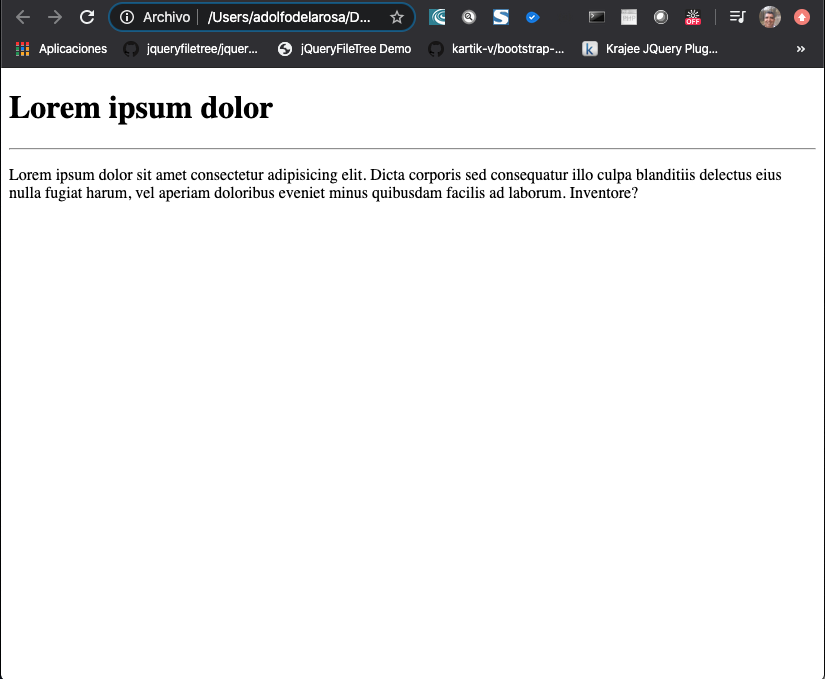 Archivo /Users/adolfodelarosa/D...
OFF
Aplicaciones jqueryfiletree/jquer... jQueryFileTree Demo kartik-v/bootstrap-... Krajee JQuery Plug... »
Lorem ipsum dolor
Lorem ipsum dolor sit amet consectetur adipisicing elit. Dicta corporis sed consequatur illo culpa blanditiis delectus eius
nulla fugiat harum, vel aperiam doloribus eveniet minus quibusdam facilis ad laborum. Inventore?